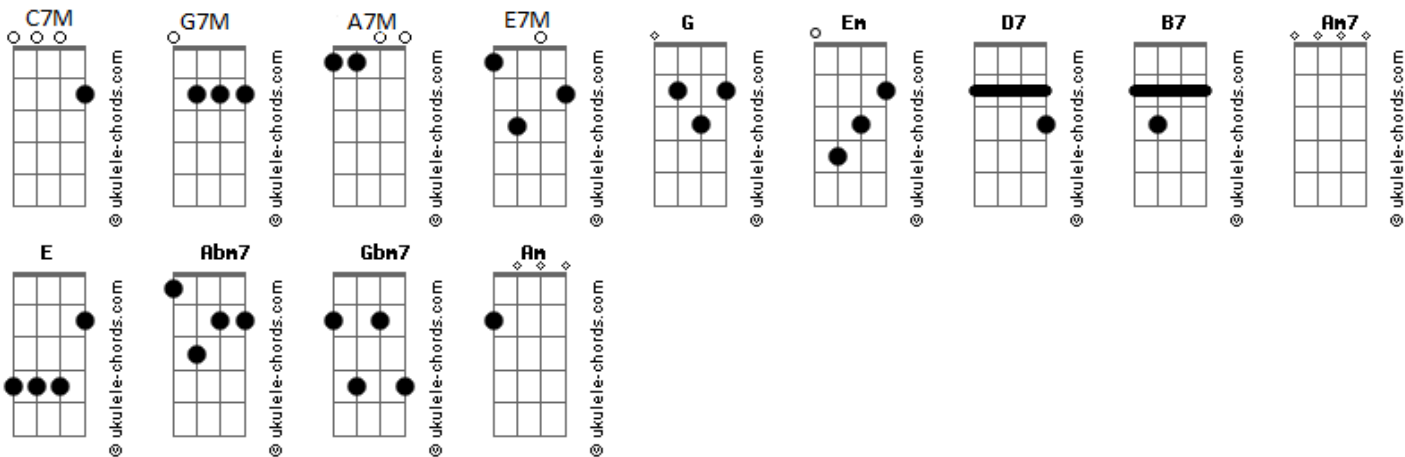 C7M G7M A7M E7M G Em D7 B7 Am7
© ukulele-chords.com © ukulele-chords.com © ukulele-chords.com © ukulele-chords.com © ukulele-chords.com © ukulele-chords.com © ukulele-chords.com © ukulele-chords.com © ukulele-chords.com
E Abm7 Gbm7 Am
© ukulele-chords.com © ukulele-chords.com © ukulele-chords.com © ukulele-chords.com